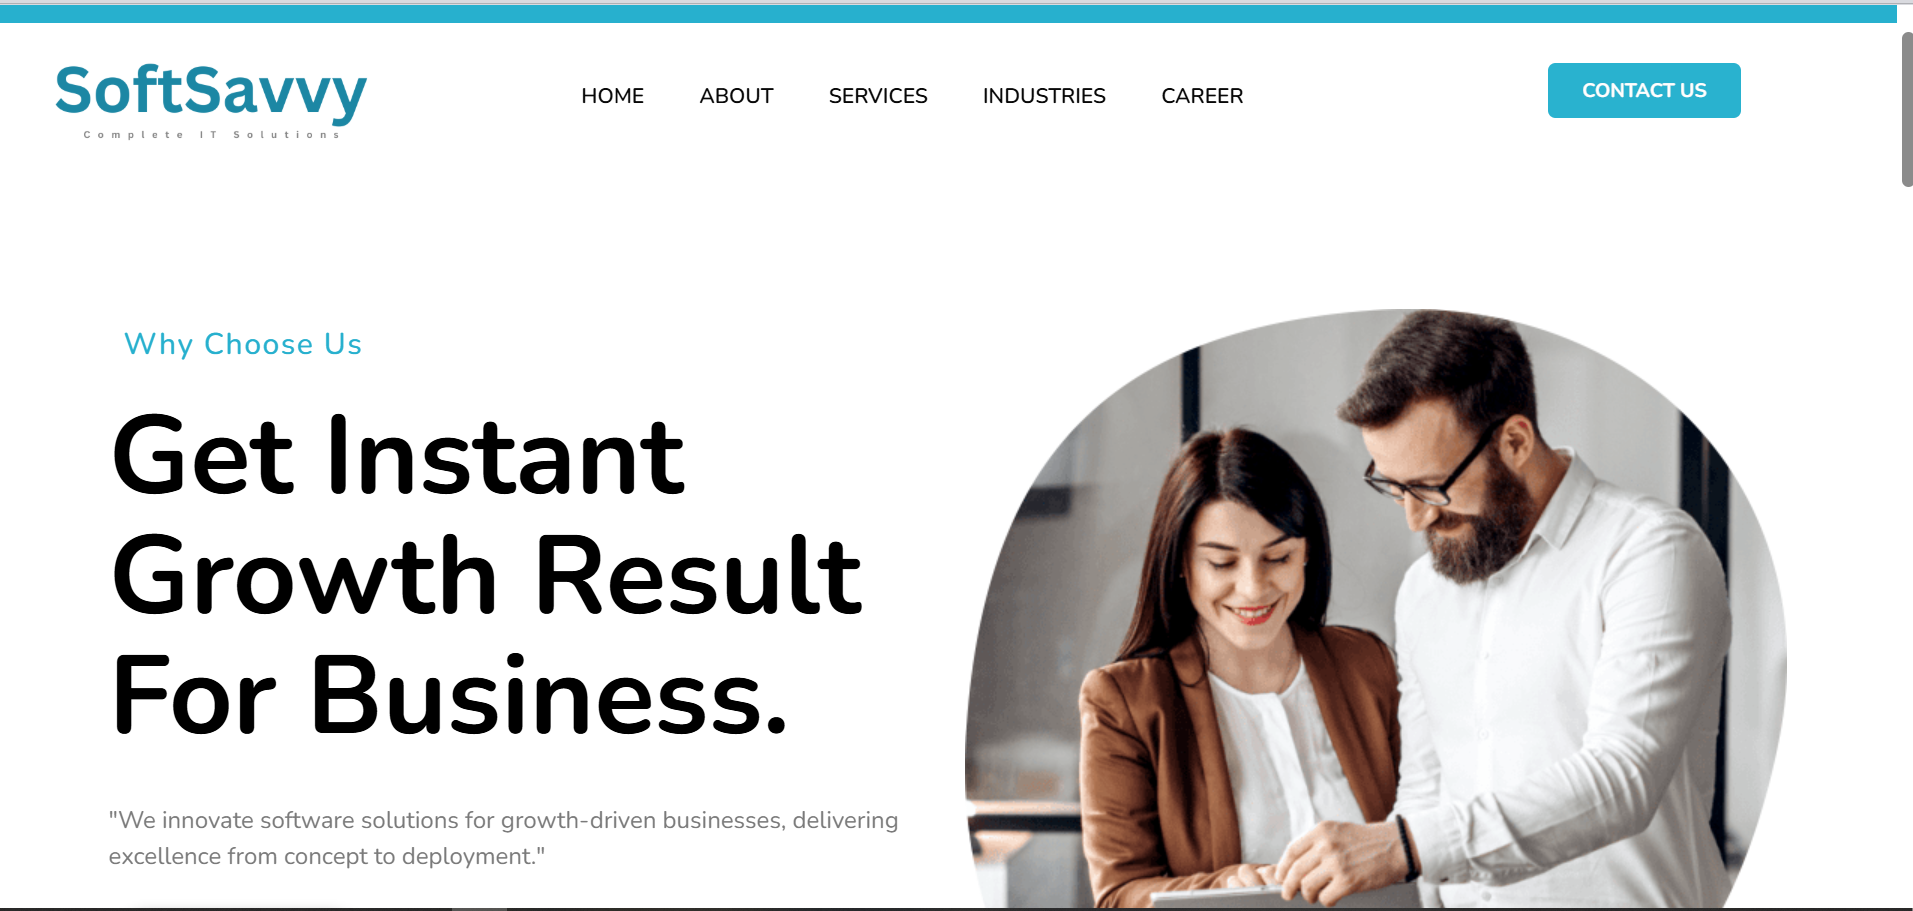 SoftSavvy
Complete IT Solutions
HOME ABOUT SERVICES INDUSTRIES CAREER
CONTACT US
Why Choose Us
Get Instant
Growth Result
For Business.
"We innovate software solutions for growth-driven businesses, delivering
excellence from concept to deployment."